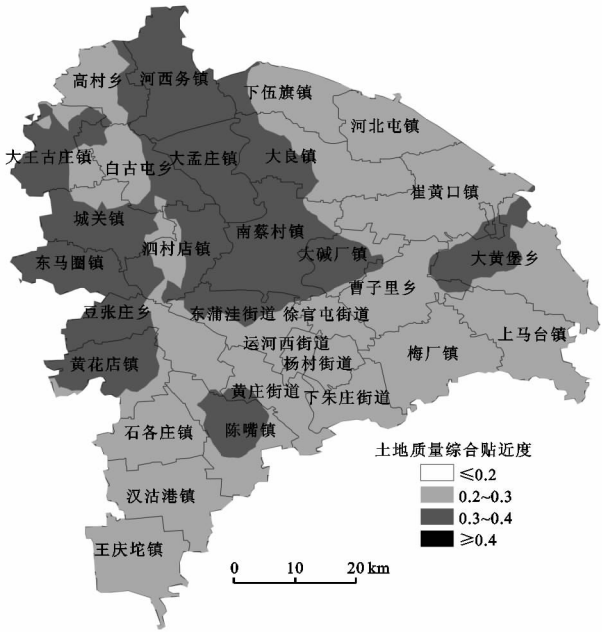 高村乡
河西务镇
下伍旗镇
河北屯镇
大王古庄镇
白古屯乡
大孟庄镇
大良镇
崔黄口镇
城关镇
泗村店镇
南蔡村镇
东马圈镇
大碱厂镇
大黄堡乡
曹子里乡
豆张庄乡
东蒲洼街道
徐官屯街道
上马台镇
运河西街道
梅厂镇
黄花店镇
杨村街道
黄庄街道
下朱庄街道
石各庄镇
陈嘴镇
汉沽港镇
王庆坨镇
土地质量综合贴近度
≤0.2
0.2~0.3
0.3~0.4
≥0.4
0 10 20 km